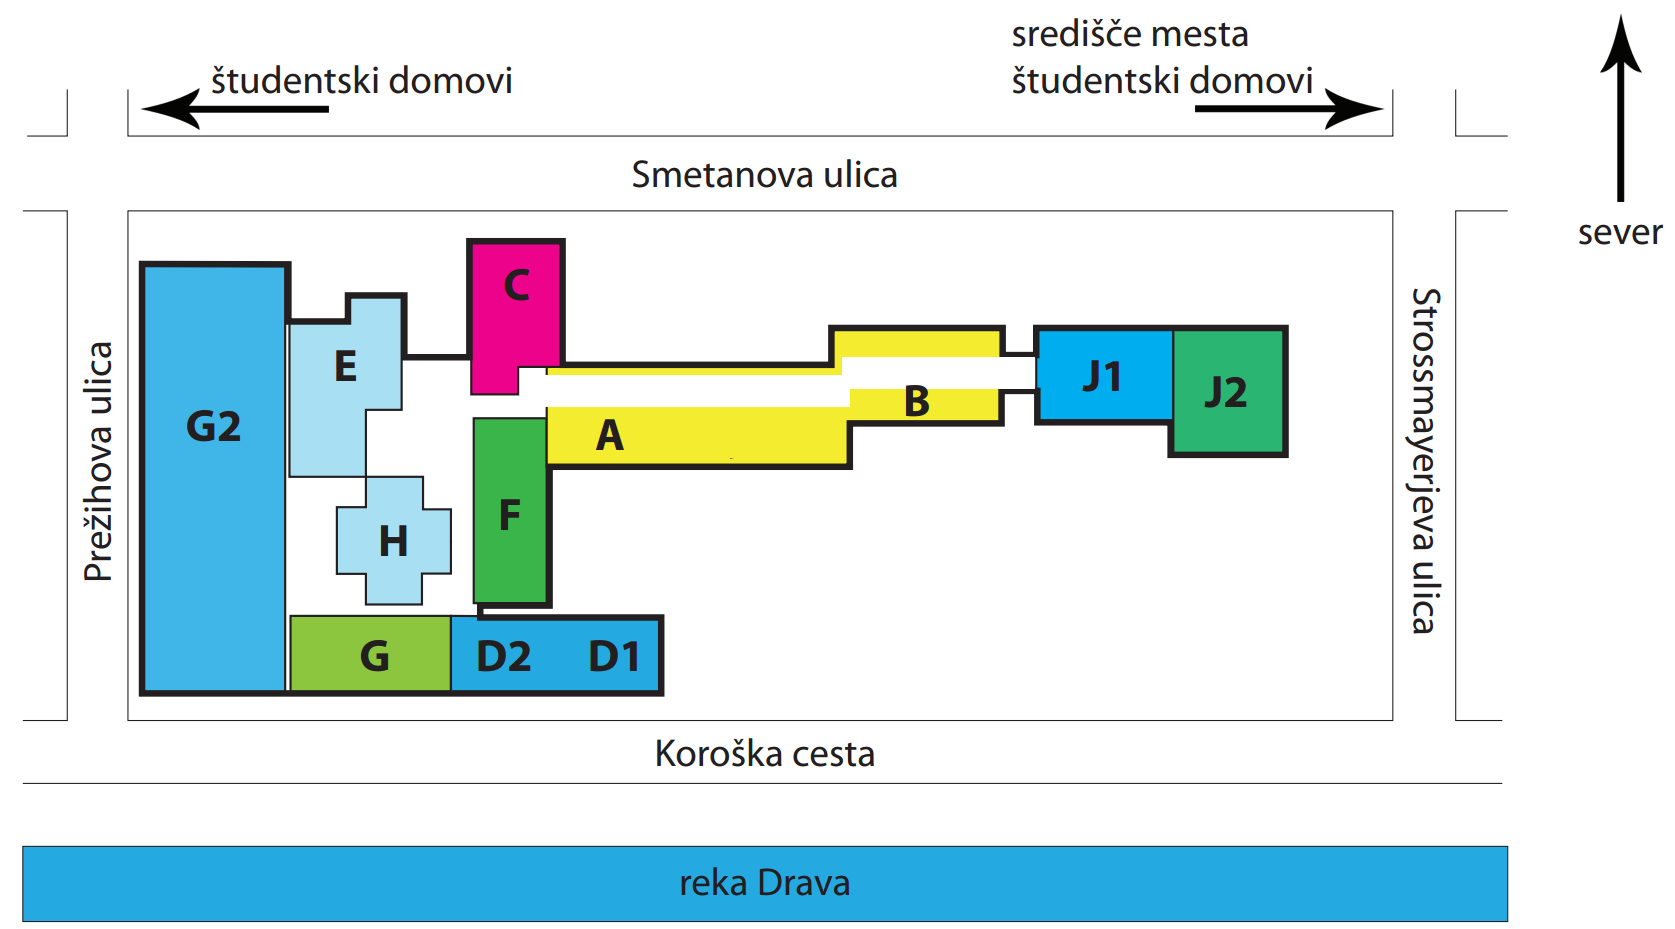 središče mesta
študentski domovi
študentski domovi
Smetanova ulica
sever
C
E
J1
J2
G2
B
A
F
H
Prežihova ulica
Strossmayerjeva ulica
G
D2
D1
Koroška cesta
reka Drava